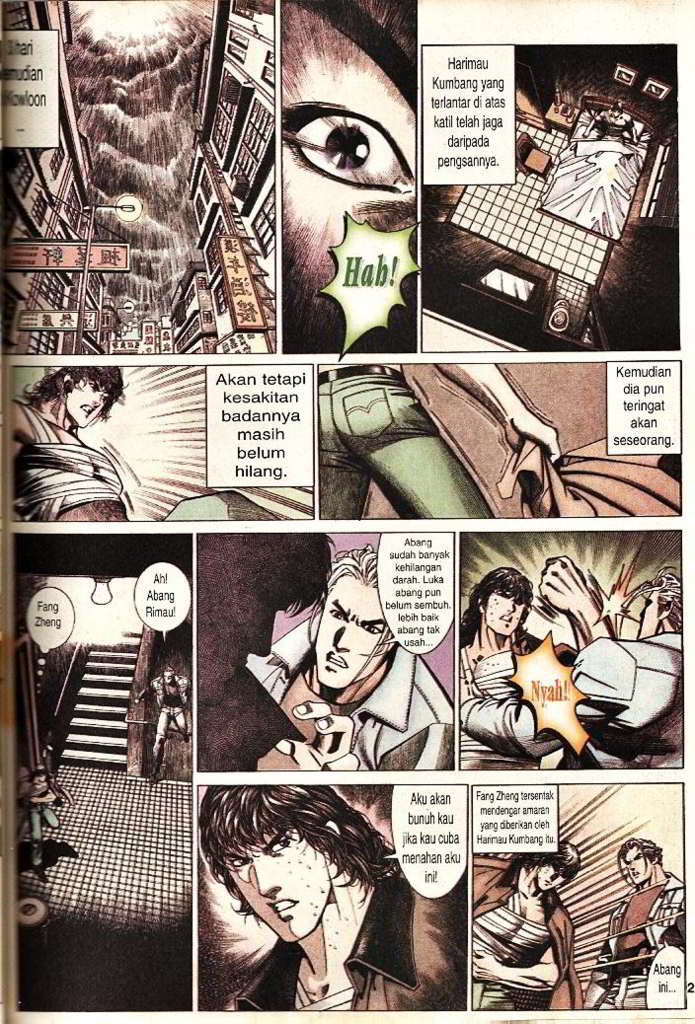 Di hari
kemudian
Kowloon
...
Hah!
Harimau
Kumbang yang
terlantar di atas
katil telah jaga
daripada
pengsannya.
Akan tetapi
kesakitan
badannya
masih
belum
hilang.
Kemudian
dia pun
teringat
akan
seseorang.
Fang
Zheng
Ah!
Abang
Rimau!
Abang
sudah banyak
kehilangan
darah. Luka
abang pun
belum sembuh.
lebih baik
abang tak
usah...
Nyah!
Aku akan
bunuh kau
jika kau cuba
menahan aku
ini!
Fang Zheng tersentak
mendengar amaran
yang diberikan oleh
Harimau Kumbang itu.
Abang
ini...
2